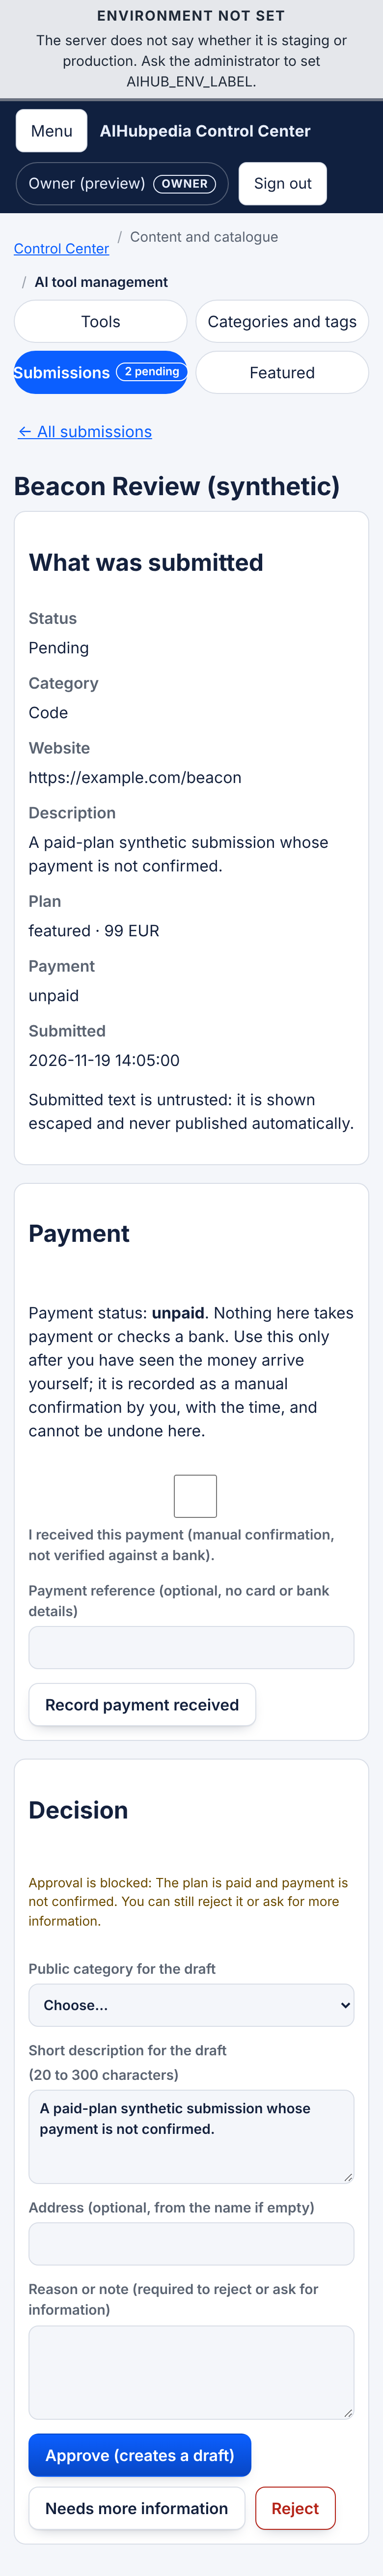 ENVIRONMENT NOT SET
The server does not say whether it is staging or
production. Ask the administrator to set
AIHUB_ENV_LABEL.
Menu
AIHubpedia Control Center
Owner (preview) OWNER
Sign out
Control Center / Content and catalogue
/ AI tool management
Tools
Categories and tags
Submissions 2 pending
Featured
← All submissions
Beacon Review (synthetic)
What was submitted
Status
Pending
Category
Code
Website
https://example.com/beacon
Description
A paid-plan synthetic submission whose
payment is not confirmed.
Plan
featured · 99 EUR
Payment
unpaid
Submitted
2026-11-19 14:05:00
Submitted text is untrusted: it is shown
escaped and never published automatically.
Payment
Payment status: unpaid. Nothing here takes
payment or checks a bank. Use this only
after you have seen the money arrive
yourself; it is recorded as a manual
confirmation by you, with the time, and
cannot be undone here.
I received this payment (manual confirmation,
not verified against a bank).
Payment reference (optional, no card or bank
details)
Record payment received
Decision
Approval is blocked: The plan is paid and payment is
not confirmed. You can still reject it or ask for more
information.
Public category for the draft
Choose...
Short description for the draft
(20 to 300 characters)
A paid-plan synthetic submission whose
payment is not confirmed.
Address (optional, from the name if empty)
Reason or note (required to reject or ask for
information)
Approve (creates a draft)
Needs more information
Reject